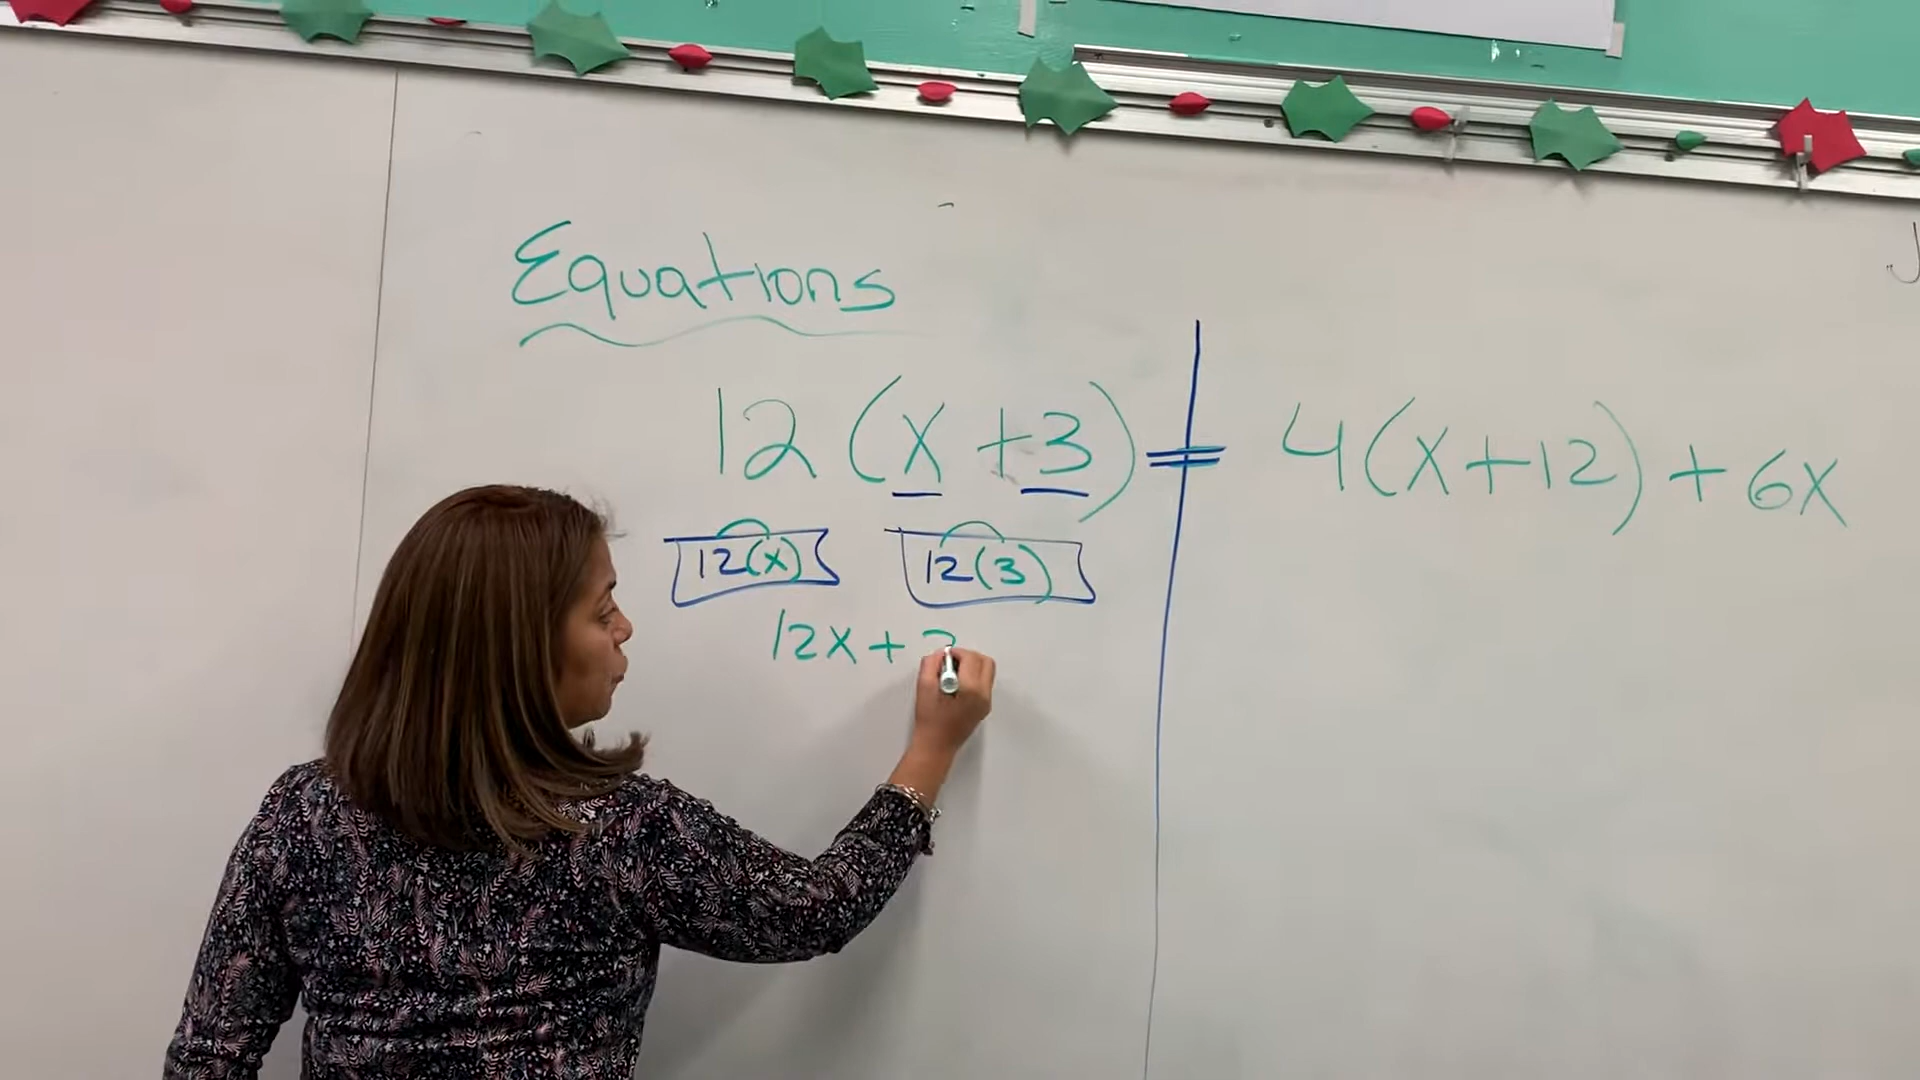 Equations
12 (x + 3) = 4(x+12) + 6x
12(x) 12(3)
12x +